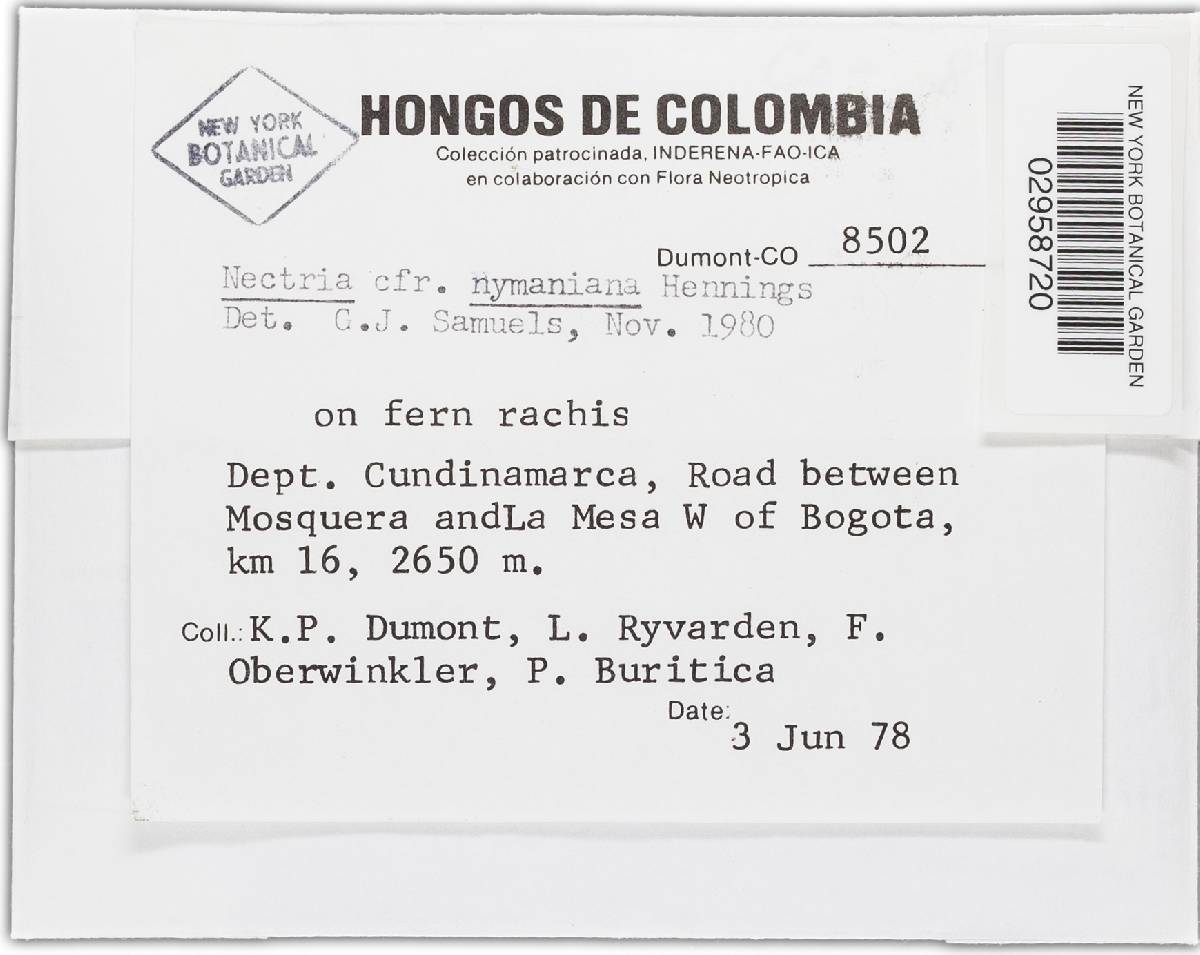 NEW YORK
BOTANICAL
GARDEN
HONGOS DE COLOMBIA
Colección patrocinada, INDERENA-FAO-ICA
en colaboración con Flora Neotropica
Dumont-CO 8502
Nectria cfr. nymaniana Hennings
Det. G.J. Samuels, Nov. 1980
on fern rachis
Dept. Cundinamarca, Road between
Mosquera andLa Mesa W of Bogota,
km 16, 2650 m.
Coll.: K.P. Dumont, L. Ryvarden, F.
Oberwinkler, P. Buritica
Date: 3 Jun 78
NEW YORK BOTANICAL GARDEN
02958720